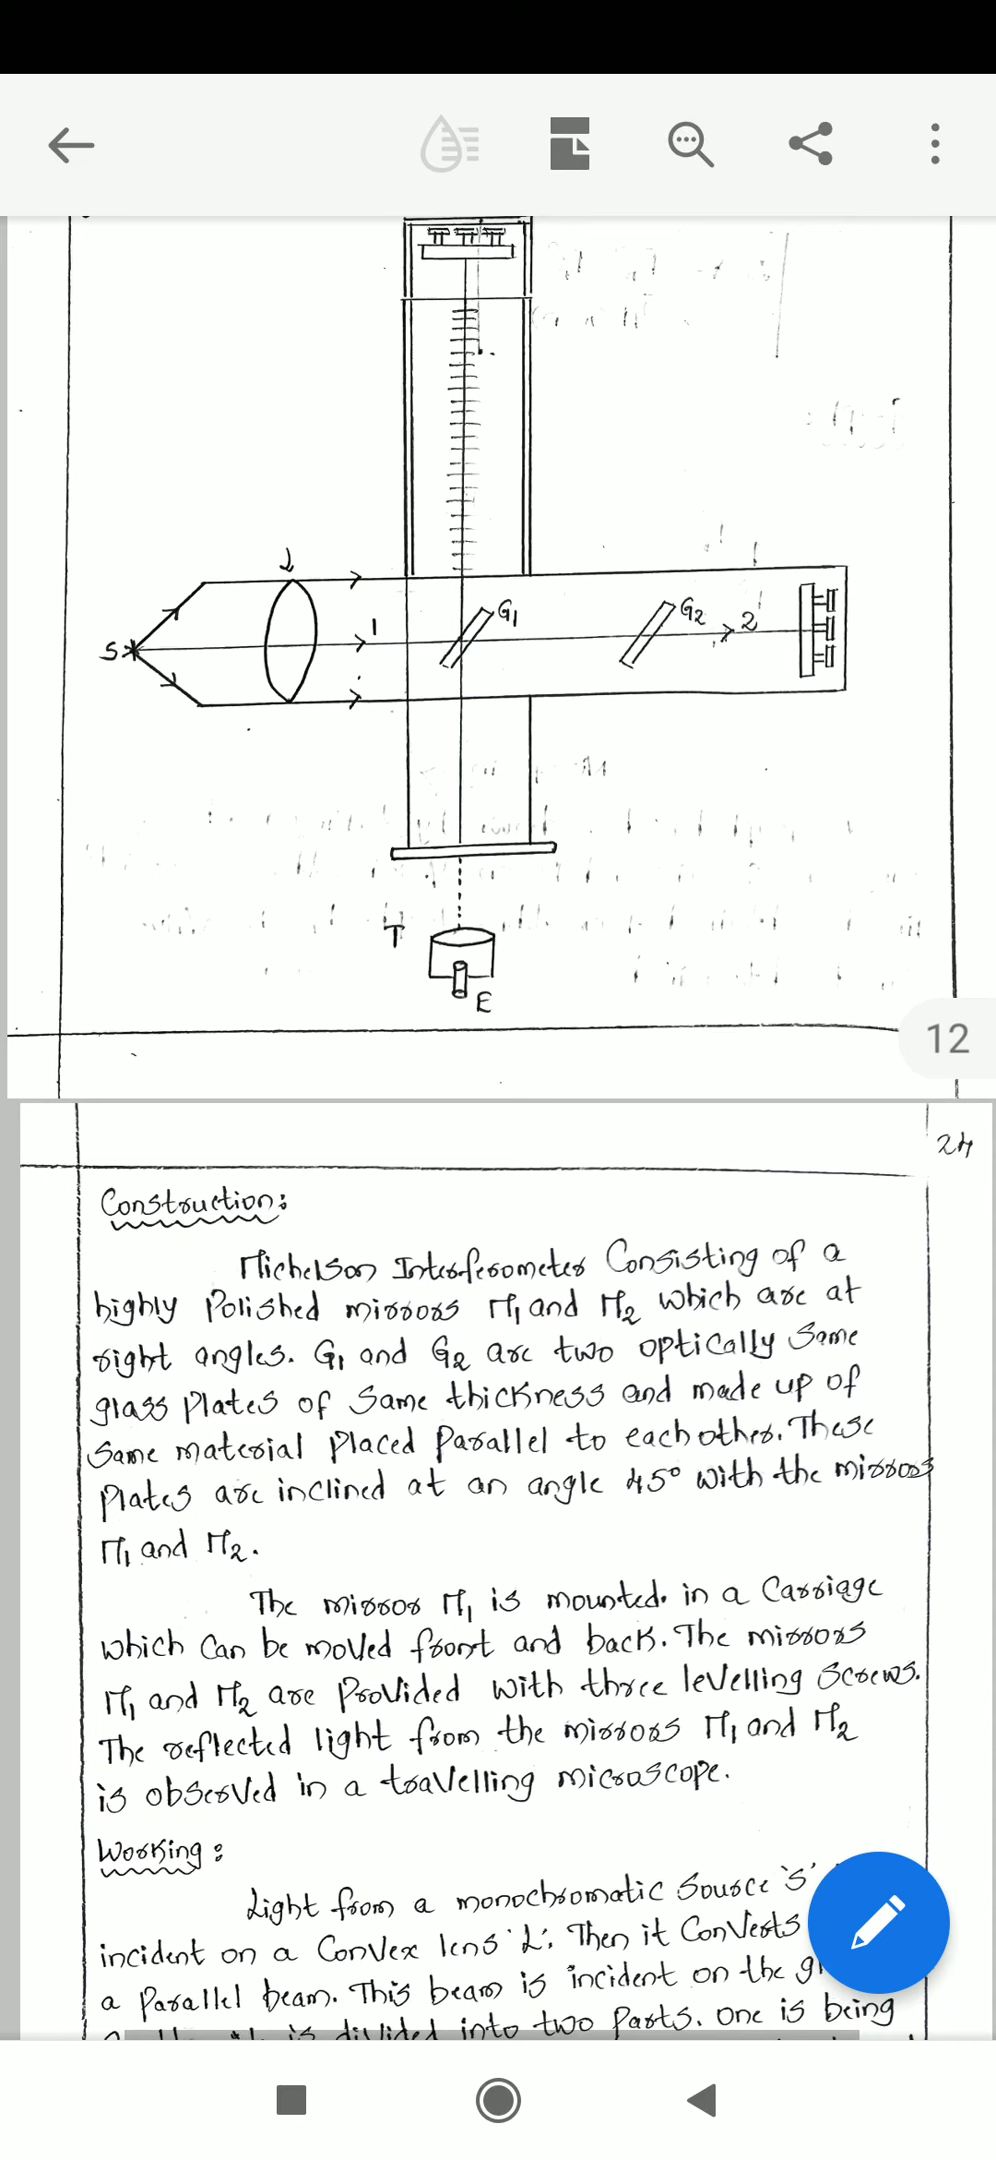 G1
G2
1
2
S
T
E
12
24
Construction:
Michelson Interferometer Consisting of a
highly Polished mirrors M1 and M2 which are at
right angles. G1 and G2 are two optically Same
glass Plates of Same thickness and made up of
Same material Placed Parallel to each other. These
Plates are inclined at an angle 45° with the mirrors
M1 and M2.
The mirror M1 is mounted. in a Carriage
which Can be moved front and back. The mirrors
M1 and M2 are Provided with three levelling Screws.
The reflected light from the mirrors M1 and M2
is observed in a travelling microscope.
Working:
Light from a monochromatic Source 'S'
incident on a Convex lens 'L'. Then it Converts
a Parallel beam. This beam is incident on the
is divided into two Parts. One is being